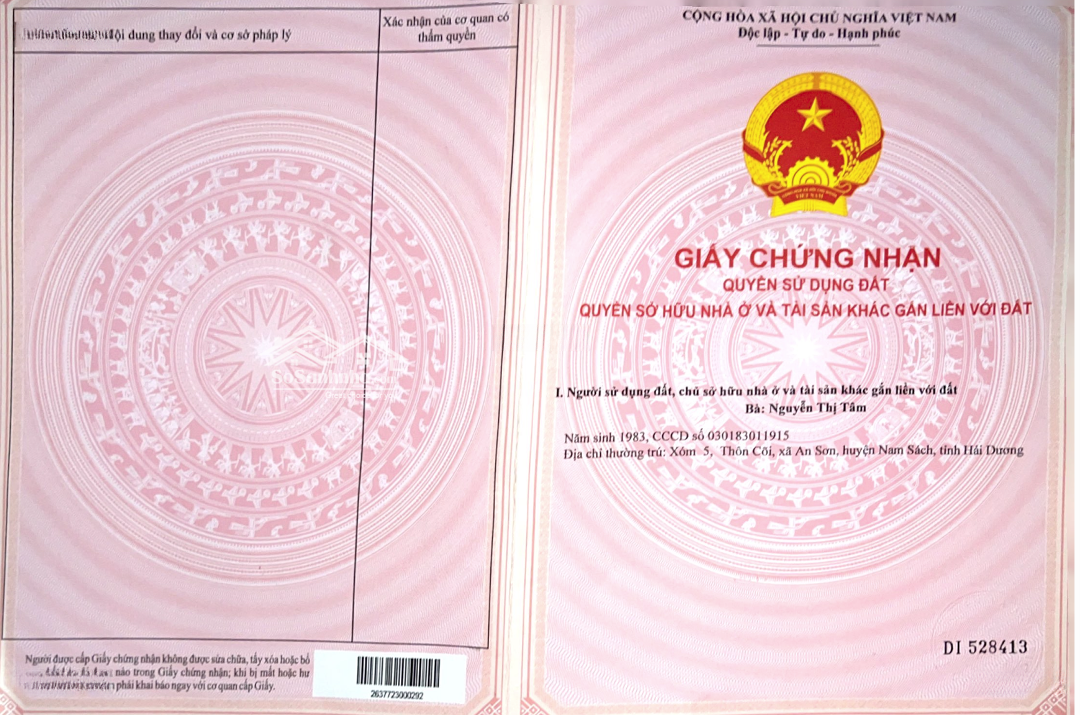 nội dung thay đổi và cơ sở pháp lý
Xác nhận của cơ quan có
thẩm quyền
Người được cấp Giấy chứng nhận không được sửa chữa, tẩy xóa hoặc bổ
nào trong Giấy chứng nhận; khi bị mất hoặc hư
phải khai báo ngay với cơ quan cấp Giấy.
2637723000292
CỘNG HÒA XÃ HỘI CHỦ NGHĨA VIỆT NAM
Độc lập - Tự do - Hạnh phúc
VIỆT NAM
GIẤY CHỨNG NHẬN
QUYỀN SỬ DỤNG ĐẤT
QUYỀN SỞ HỮU NHÀ Ở VÀ TÀI SẢN KHÁC GẮN LIỀN VỚI ĐẤT
I. Người sử dụng đất, chủ sở hữu nhà ở và tài sản khác gắn liền với đất
Bà: Nguyễn Thị Tâm
Năm sinh 1983, CCCD số 030183011915
Địa chỉ thường trú: Xóm 5, Thôn Cõi, xã An Sơn, huyện Nam Sách, tỉnh Hải Dương
DI 528413